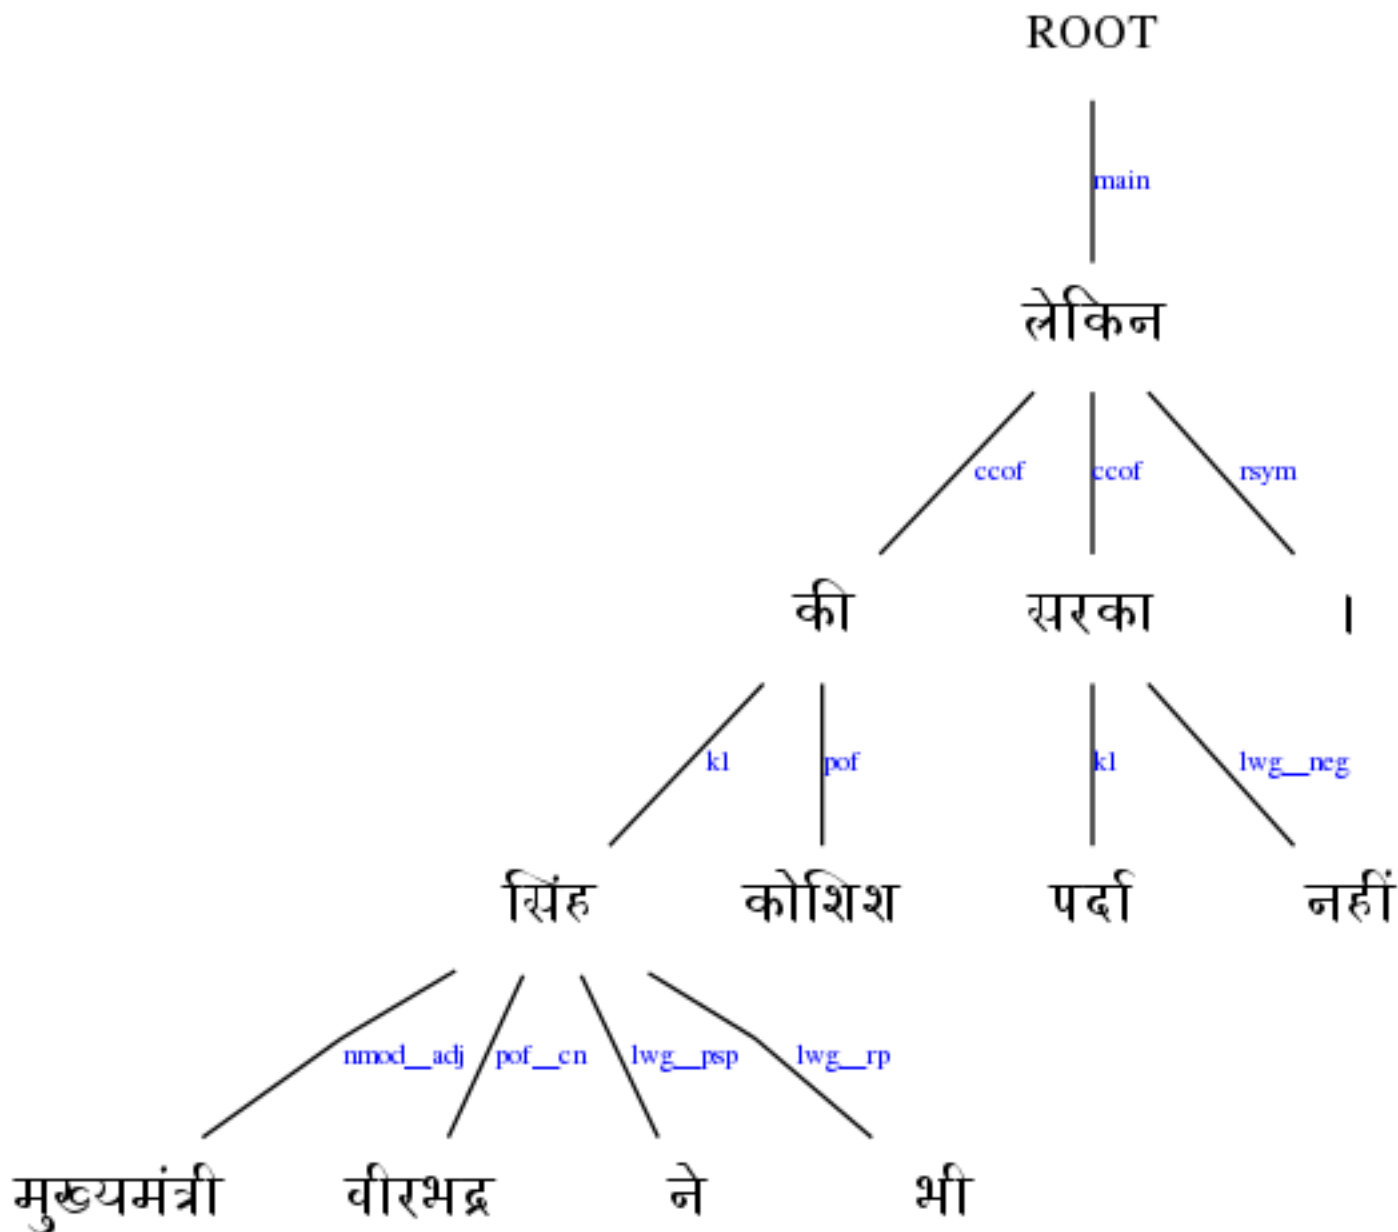 ROOT
main
लेकिन
ccof ccof rsym
की सरका ।
k1 pof k1 lwg__neg
सिंह कोशिश पर्दा नहीं
nmod__adj pof__cn lwg__psp lwg__rp
मुख्यमंत्री वीरभद्र ने भी